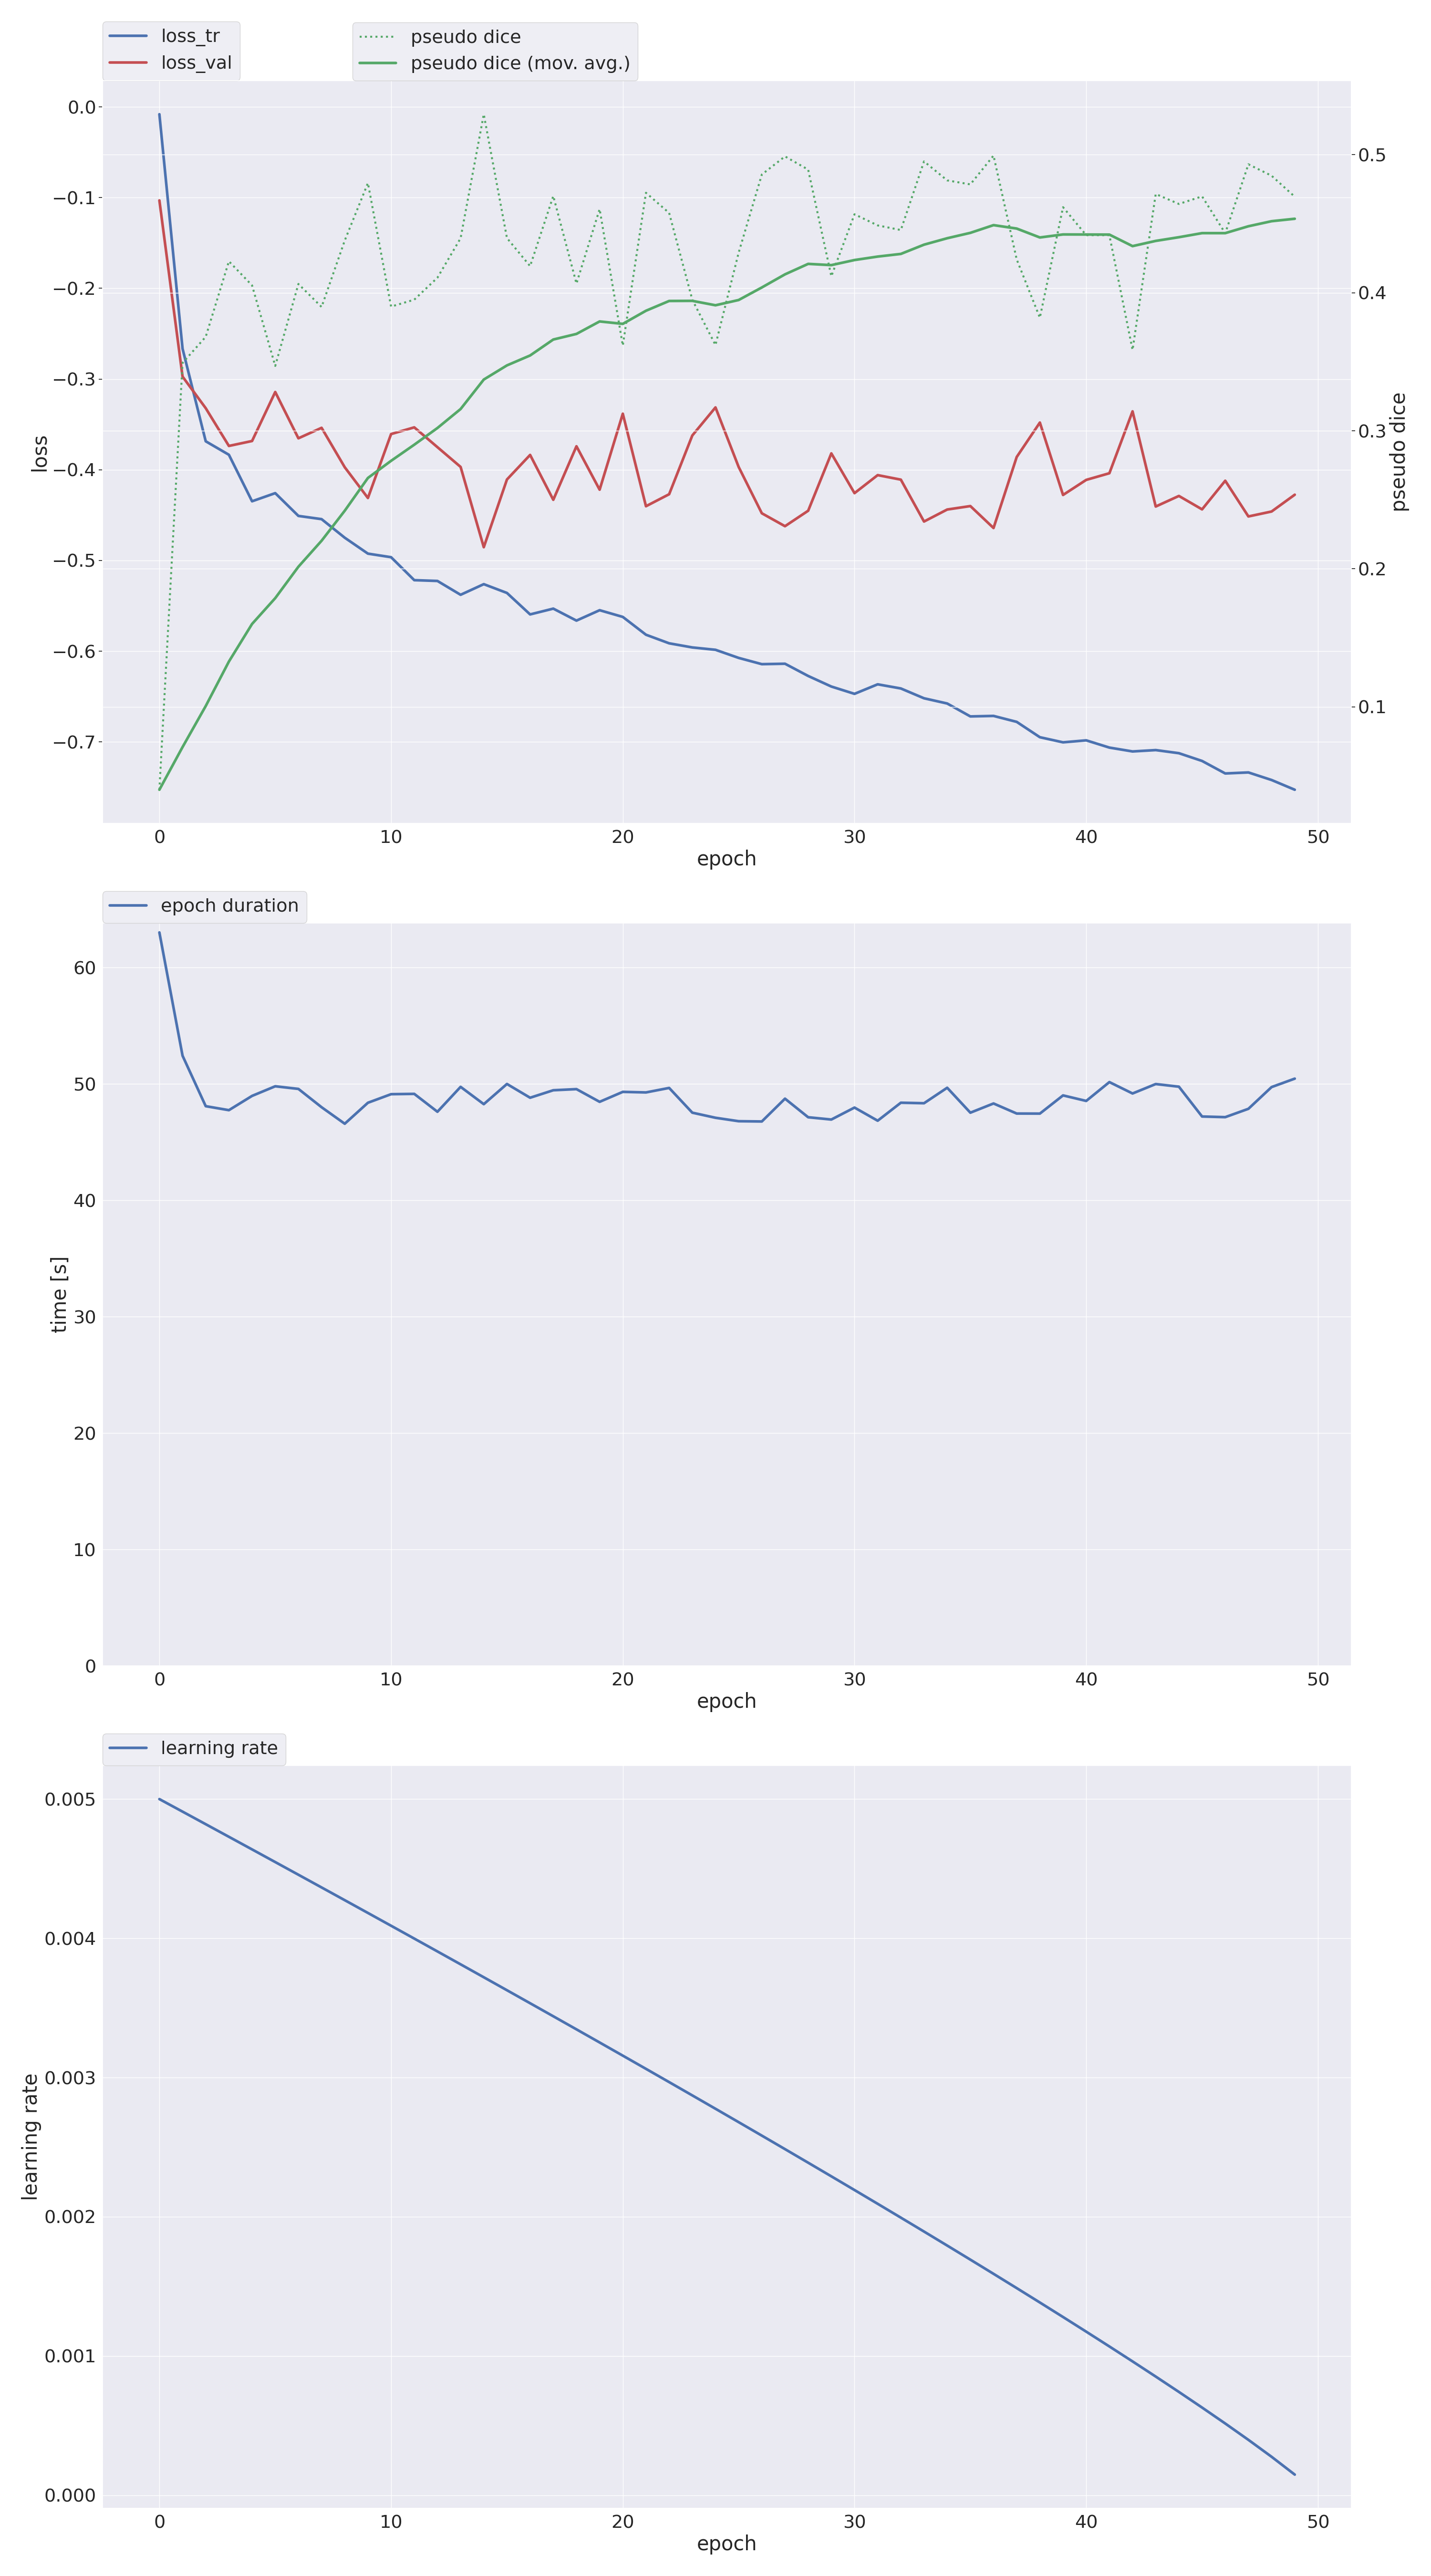 loss_tr
loss_val
pseudo dice
pseudo dice (mov. avg.)
0.0
−0.1
−0.2
−0.3
−0.4
−0.5
−0.6
−0.7
loss
0.5
0.4
0.3
0.2
0.1
pseudo dice
0 10 20 30 40 50
epoch
epoch duration
60
50
40
30
20
10
0
time [s]
0 10 20 30 40 50
epoch
learning rate
0.005
0.004
0.003
0.002
0.001
0.000
learning rate
0 10 20 30 40 50
epoch